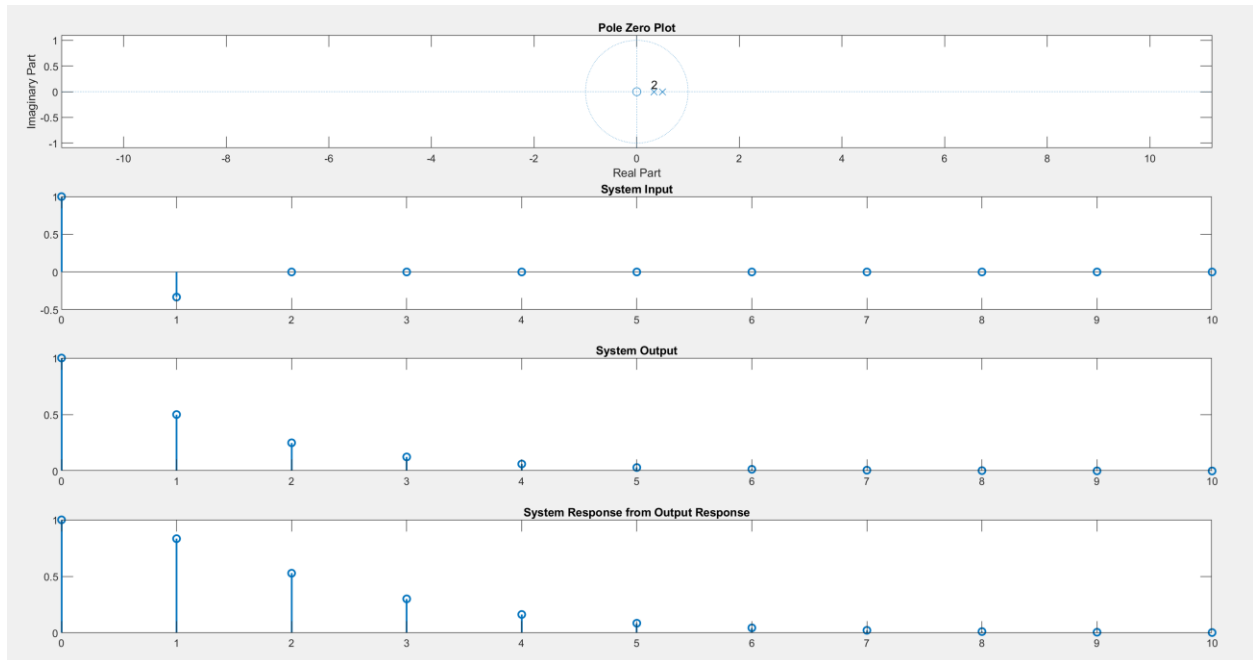 Pole Zero Plot
1
0.5
0
-0.5
-1
Imaginary Part
2
-10 -8 -6 -4 -2 0 2 4 6 8 10
Real Part
System Input
1
0.5
0
-0.5
0 1 2 3 4 5 6 7 8 9 10
System Output
1
0.5
0
0 1 2 3 4 5 6 7 8 9 10
System Response from Output Response
1
0.5
0
0 1 2 3 4 5 6 7 8 9 10